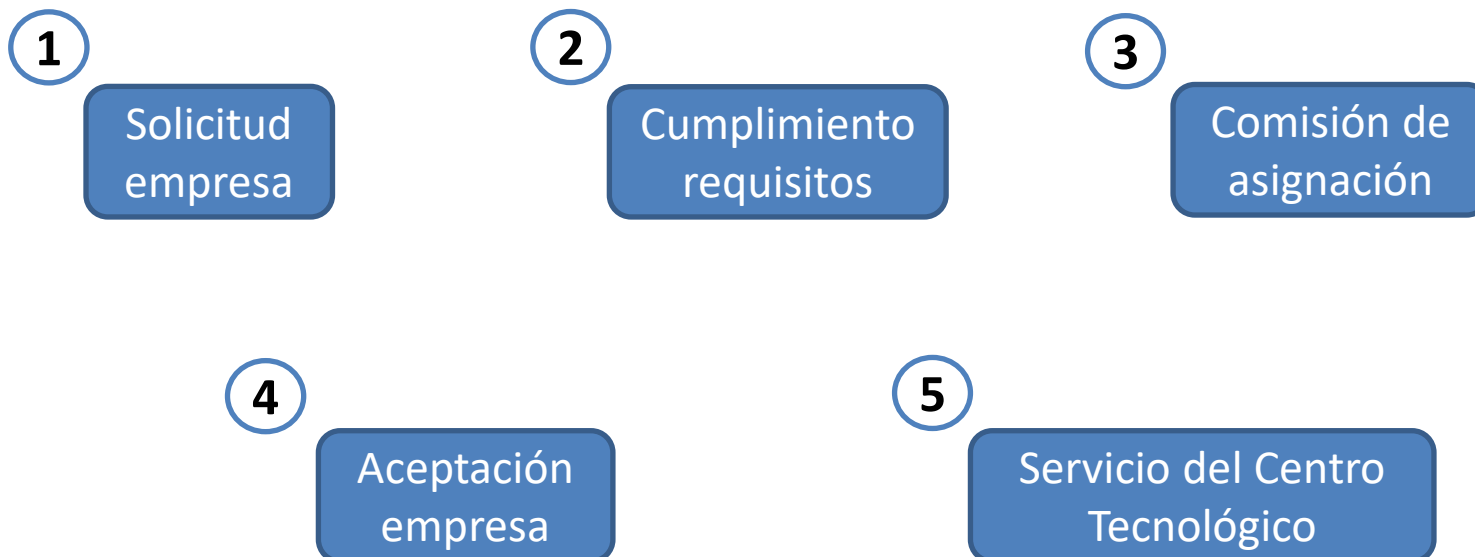 1
Solicitud
empresa
2
Cumplimiento
requisitos
3
Comisión de
asignación
4
Aceptación
empresa
5
Servicio del Centro
Tecnológico